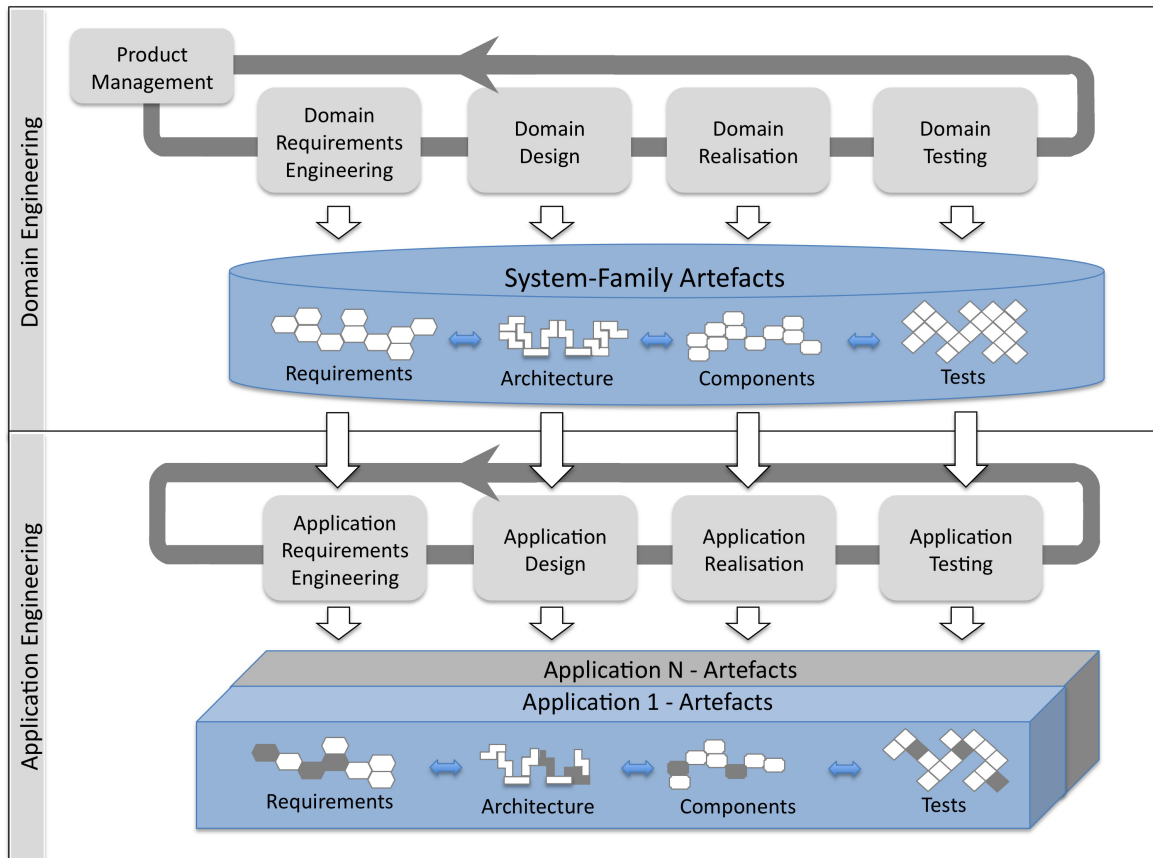 Domain Engineering
Product
Management
Domain
Requirements
Engineering
Domain
Design
Domain
Realisation
Domain
Testing
System-Family Artefacts
Requirements
Architecture
Components
Tests
Application Engineering
Application
Requirements
Engineering
Application
Design
Application
Realisation
Application
Testing
Application N - Artefacts
Application 1 - Artefacts
Requirements
Architecture
Components
Tests